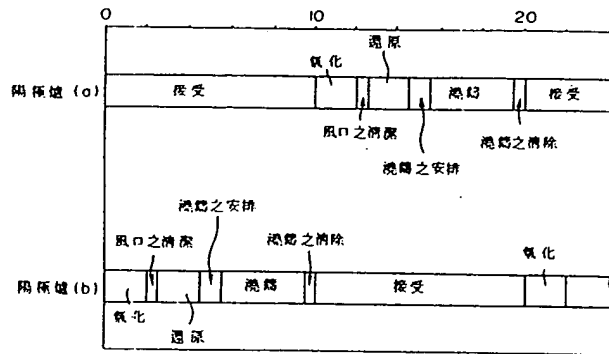 0 10 20
還原
氧化
陽極爐(a) 接受 澆鑄 接受
風口之清潔 澆鑄之清除
澆鑄之安排
澆鑄之安排
風口之清潔 澆鑄之清除 氧化
陽極爐(b) 澆鑄 接受
氧化 還原